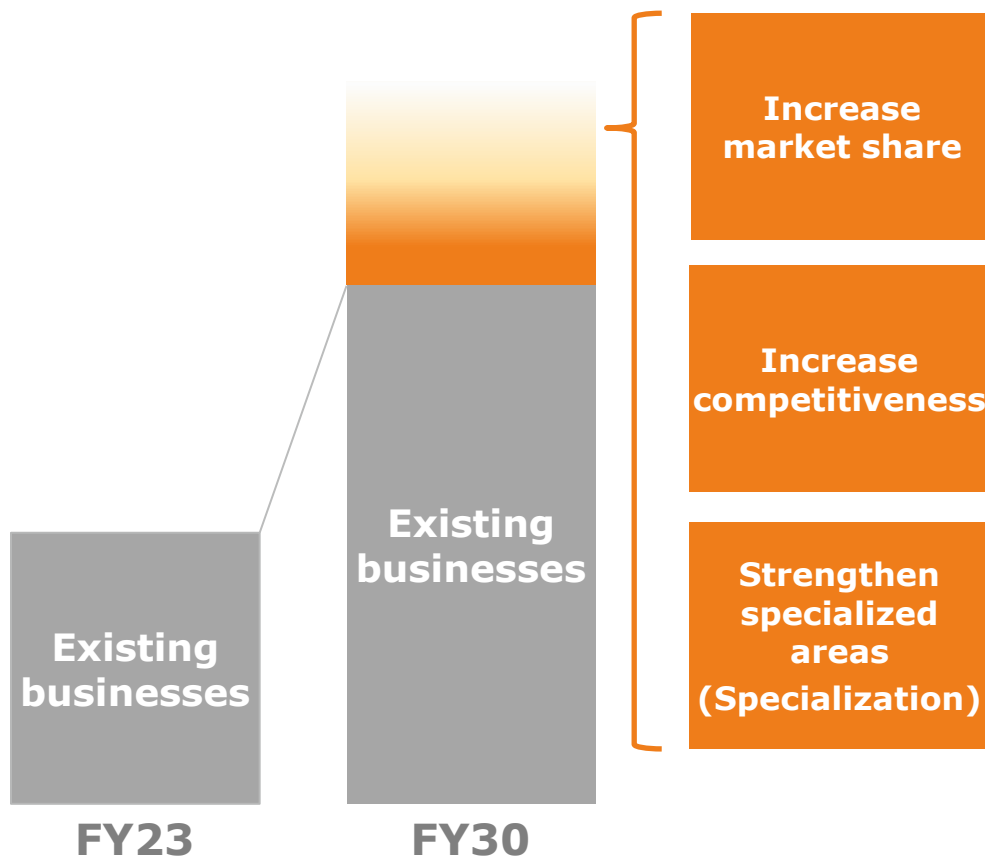 Increase
market share
Increase
competitiveness
Strengthen
specialized
areas
(Specialization)
Existing
businesses
Existing
businesses
FY23
FY30